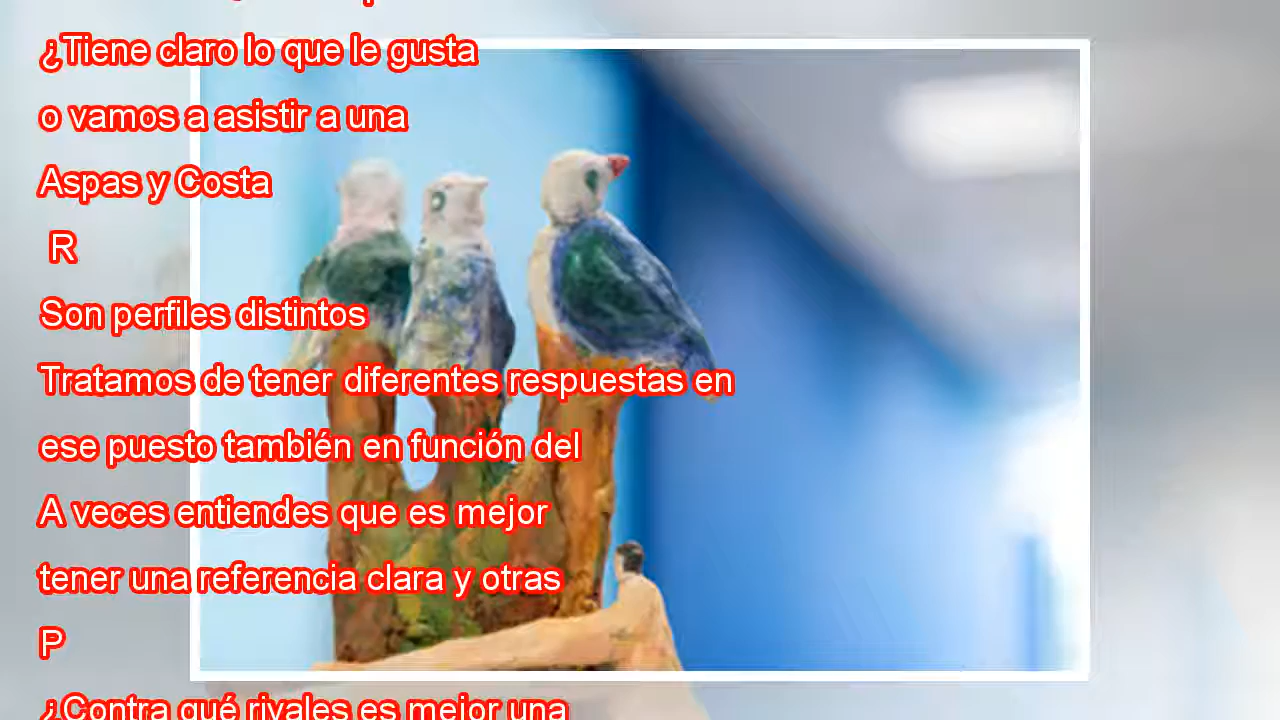 ¿Tiene claro lo que le gusta
o vamos a asistir a una
Aspas y Costa
R
Son perfiles distintos
Tratamos de tener diferentes respuestas en
ese puesto también en función del
A veces entiendes que es mejor
tener una referencia clara y otras
P
¿Contra qué rivales es mejor una